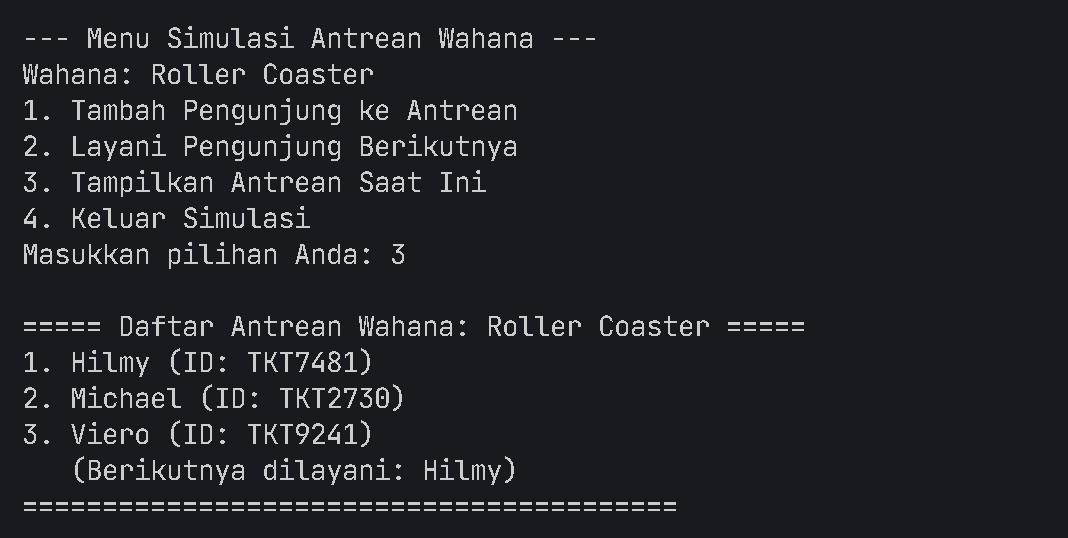 --- Menu Simulasi Antrean Wahana ---
Wahana: Roller Coaster
1. Tambah Pengunjung ke Antrean
2. Layani Pengunjung Berikutnya
3. Tampilkan Antrean Saat Ini
4. Keluar Simulasi
Masukkan pilihan Anda: 3

===== Daftar Antrean Wahana: Roller Coaster =====
1. Hilmy (ID: TKT7481)
2. Michael (ID: TKT2730)
3. Viero (ID: TKT9241)
   (Berikutnya dilayani: Hilmy)
=========================================